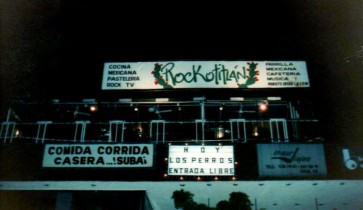 COCINA
MEXICANA
PASTELERIA
ROCK TV
Rockotitlán
PARRILLA
MEXICANA
CAFETERIA
MUSICA
COMIDA CORRIDA
CASERA...¡SUBA!
HOY
LOS PERROS
ENTRADA LIBRE